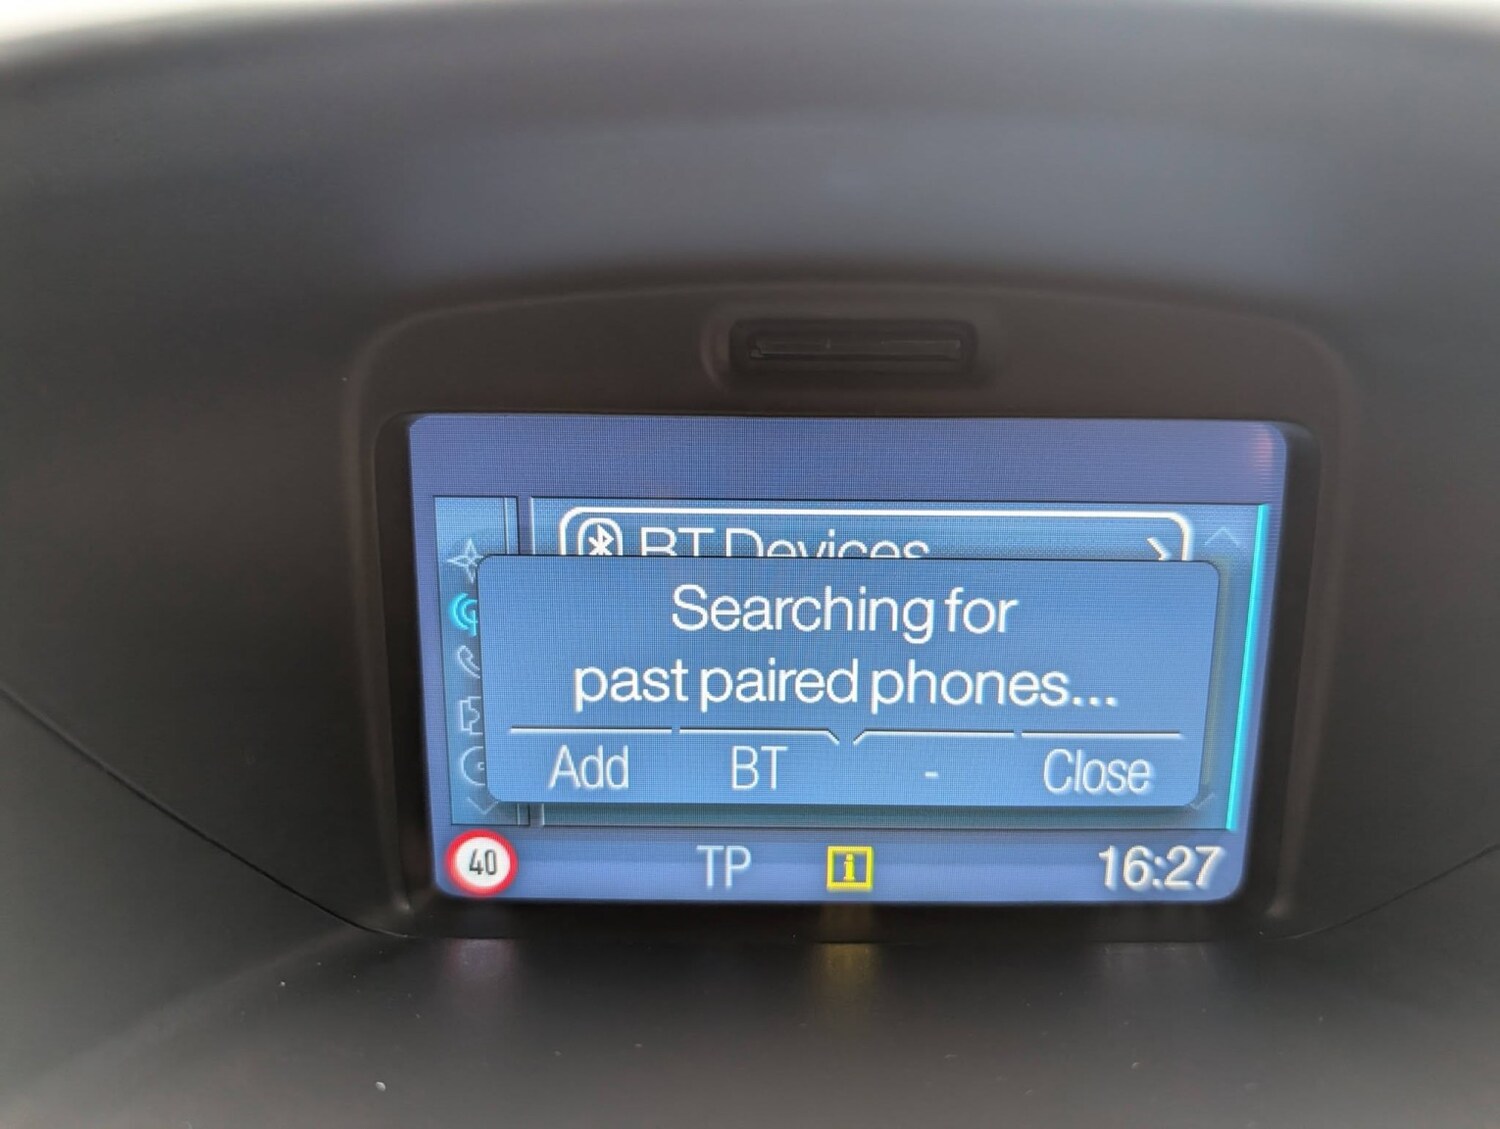 BT Devices
Searching for
past paired phones...
Add BT - Close
40 TP i 16:27